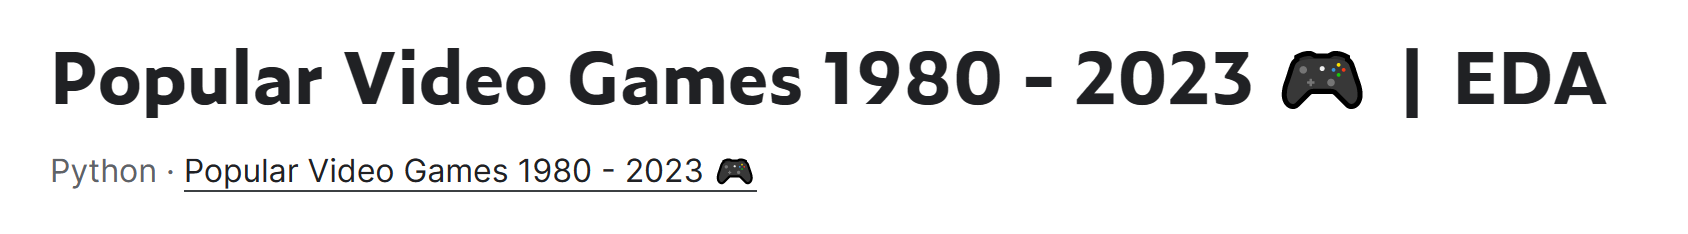 Popular Video Games 1980 - 2023 🎮 | EDA
Python · Popular Video Games 1980 - 2023 🎮